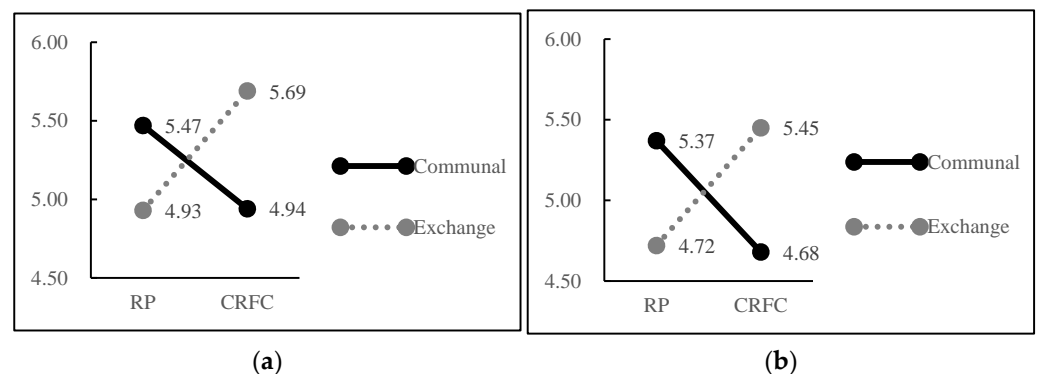 6.00
5.50
5.00
4.50
5.47
4.93
5.69
4.94
RP
CRFC
Communal
Exchange
(a)
6.00
5.50
5.00
4.50
5.37
4.72
5.45
4.68
RP
CRFC
Communal
Exchange
(b)